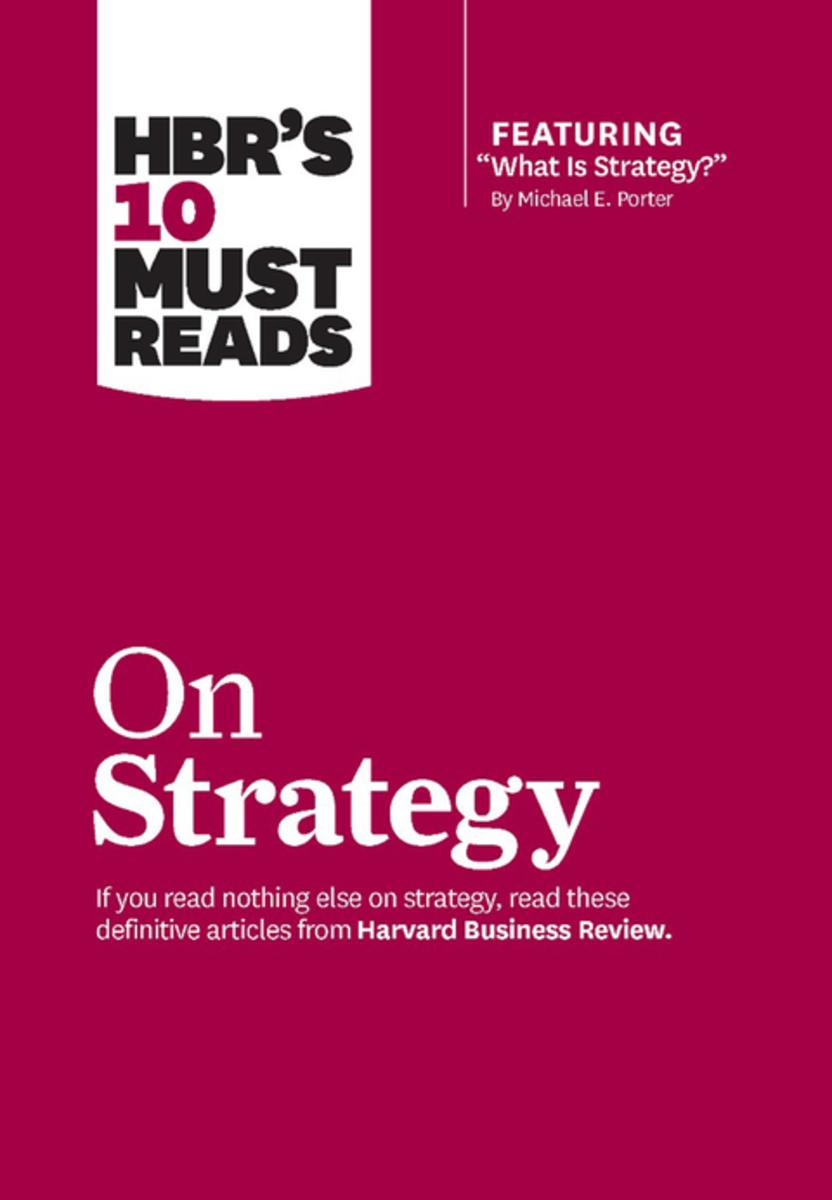 HBR’S
10
MUST
READS
FEATURING
“What Is Strategy?”
By Michael E. Porter
On
Strategy
If you read nothing else on strategy, read these
definitive articles from Harvard Business Review.